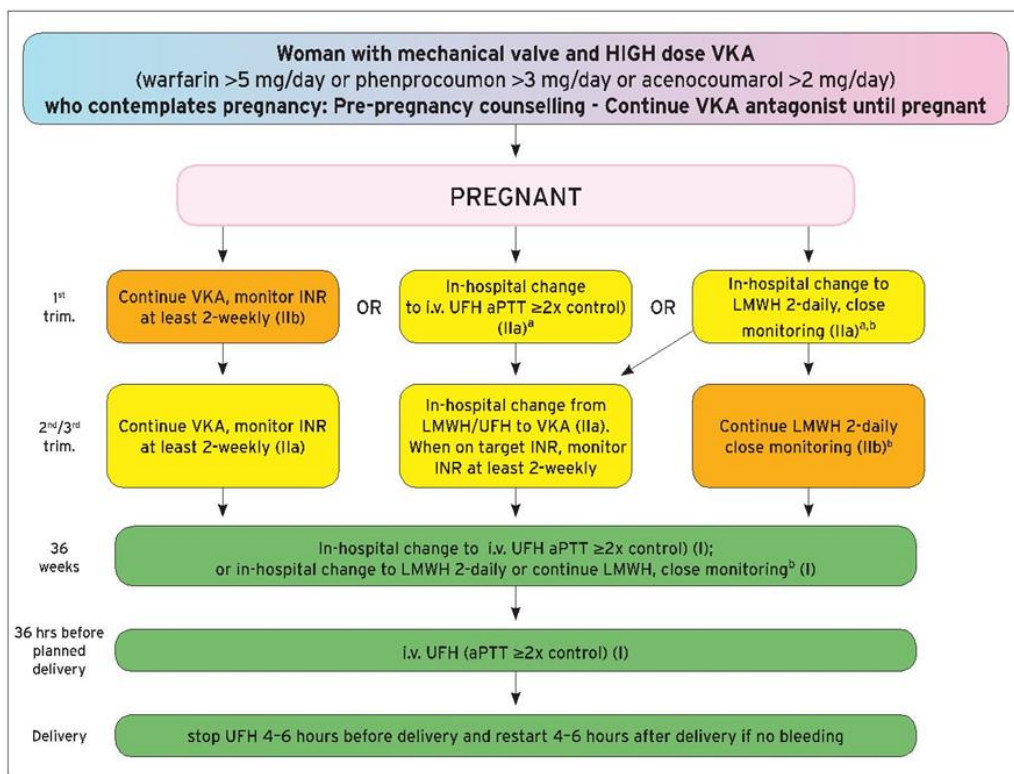 Woman with mechanical valve and HIGH dose VKA
(warfarin >5 mg/day or phenprocoumon >3 mg/day or acenocoumarol >2 mg/day)
who contemplates pregnancy: Pre-pregnancy counselling - Continue VKA antagonist until pregnant
PREGNANT
1st
trim.
Continue VKA, monitor INR
at least 2-weekly (IIb)
OR
In-hospital change
to i.v. UFH aPTT ≥2x control)
(IIa)a
OR
In-hospital change to
LMWH 2-daily, close
monitoring (IIa)a,b
2nd/3rd
trim.
Continue VKA, monitor INR
at least 2-weekly (IIa)
In-hospital change from
LMWH/UFH to VKA (IIa).
When on target INR, monitor
INR at least 2-weekly
Continue LMWH 2-daily
close monitoring (IIb)b
36
weeks
In-hospital change to i.v. UFH aPTT ≥2x control) (I);
or in-hospital change to LMWH 2-daily or continue LMWH, close monitoringb (I)
36 hrs before
planned
delivery
i.v. UFH (aPTT ≥2x control) (I)
Delivery
stop UFH 4–6 hours before delivery and restart 4–6 hours after delivery if no bleeding